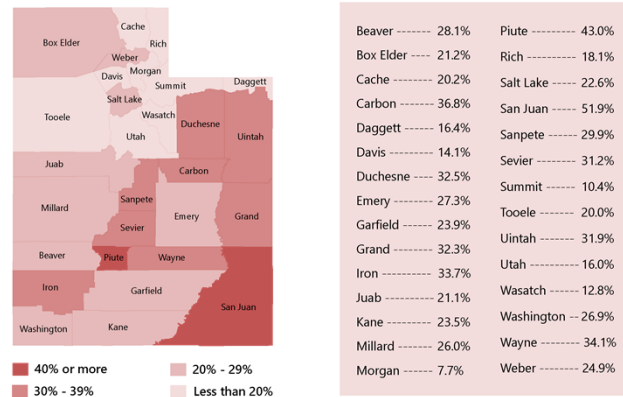 Cache
Rich
Box Elder
Weber
Morgan
Davis
Summit
Daggett
Salt Lake
Tooele
Wasatch
Duchesne
Uintah
Utah
Juab
Carbon
Sanpete
Millard
Emery
Grand
Sevier
Beaver
Piute
Wayne
Iron
Garfield
San Juan
Washington
Kane
40% or more
30% - 39%
20% - 29%
Less than 20%
Beaver ------ 28.1%
Box Elder ---- 21.2%
Cache -------- 20.2%
Carbon ------- 36.8%
Daggett ------ 16.4%
Davis --------- 14.1%
Duchesne ---- 32.5%
Emery -------- 27.3%
Garfield ------ 23.9%
Grand -------- 32.3%
Iron ---------- 33.7%
Juab --------- 21.1%
Kane --------- 23.5%
Millard ------- 26.0%
Morgan ------ 7.7%
Piute --------- 43.0%
Rich ---------- 18.1%
Salt Lake ----- 22.6%
San Juan ----- 51.9%
Sanpete ------ 29.9%
Sevier -------- 31.2%
Summit ------ 10.4%
Tooele ------- 20.0%
Uintah ------- 31.9%
Utah --------- 16.0%
Wasatch ----- 12.8%
Washington -- 26.9%
Wayne ------- 34.1%
Weber ------- 24.9%